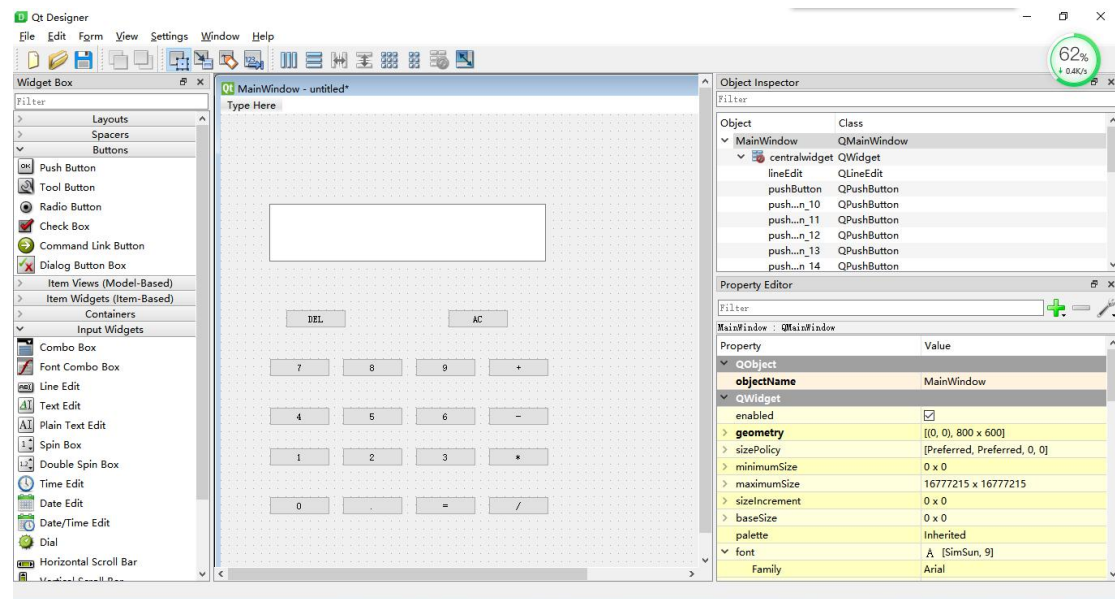 Qt Designer
File Edit Form View Settings Window Help
62%
↓ 0.4K/s
Widget Box
Filter
Layouts
Spacers
Buttons
Push Button
Tool Button
Radio Button
Check Box
Command Link Button
Dialog Button Box
Item Views (Model-Based)
Item Widgets (Item-Based)
Containers
Input Widgets
Combo Box
Font Combo Box
Line Edit
Text Edit
Plain Text Edit
Spin Box
Double Spin Box
Time Edit
Date Edit
Date/Time Edit
Dial
Horizontal Scroll Bar
Vertical Scroll Bar
MainWindow - untitled*
Type Here
DEL AC
7 8 9 +
4 5 6 -
1 2 3 *
0 . = /
Object Inspector
Filter
Object Class
MainWindow QMainWindow
centralwidget QWidget
lineEdit QLineEdit
pushButton QPushButton
push...n_10 QPushButton
push...n_11 QPushButton
push...n_12 QPushButton
push...n_13 QPushButton
push...n_14 QPushButton
Property Editor
Filter
MainWindow : QMainWindow
Property Value
QObject
objectName MainWindow
QWidget
enabled
geometry [(0, 0), 800 x 600]
sizePolicy [Preferred, Preferred, 0, 0]
minimumSize 0 x 0
maximumSize 16777215 x 16777215
sizeIncrement 0 x 0
baseSize 0 x 0
palette Inherited
font A [SimSun, 9]
Family Arial